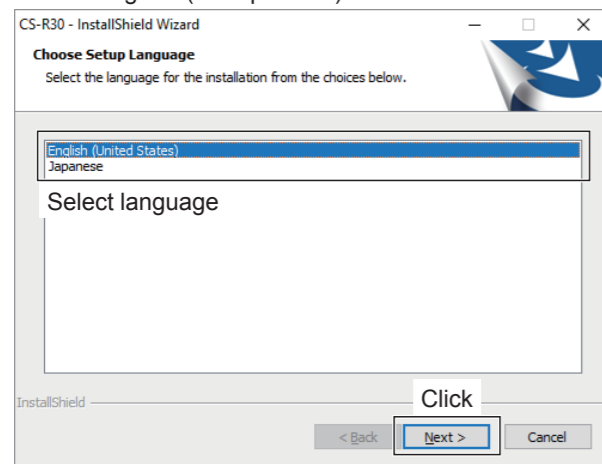 CS-R30 - InstallShield Wizard
Choose Setup Language
Select the language for the installation from the choices below.
English (United States)
Japanese
Select language
InstallShield
Click
< Back
Next >
Cancel